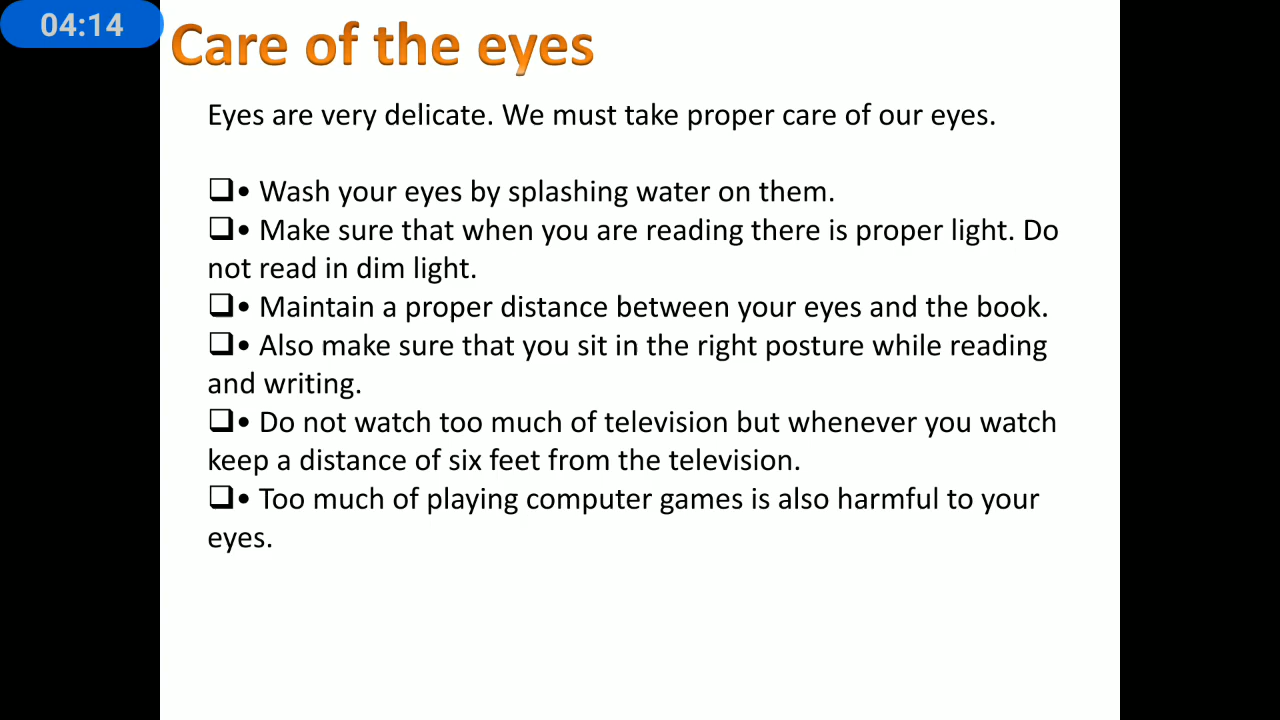 04:14
Care of the eyes
Eyes are very delicate. We must take proper care of our eyes.
❑• Wash your eyes by splashing water on them.
❑• Make sure that when you are reading there is proper light. Do
not read in dim light.
❑• Maintain a proper distance between your eyes and the book.
❑• Also make sure that you sit in the right posture while reading
and writing.
❑• Do not watch too much of television but whenever you watch
keep a distance of six feet from the television.
❑• Too much of playing computer games is also harmful to your
eyes.